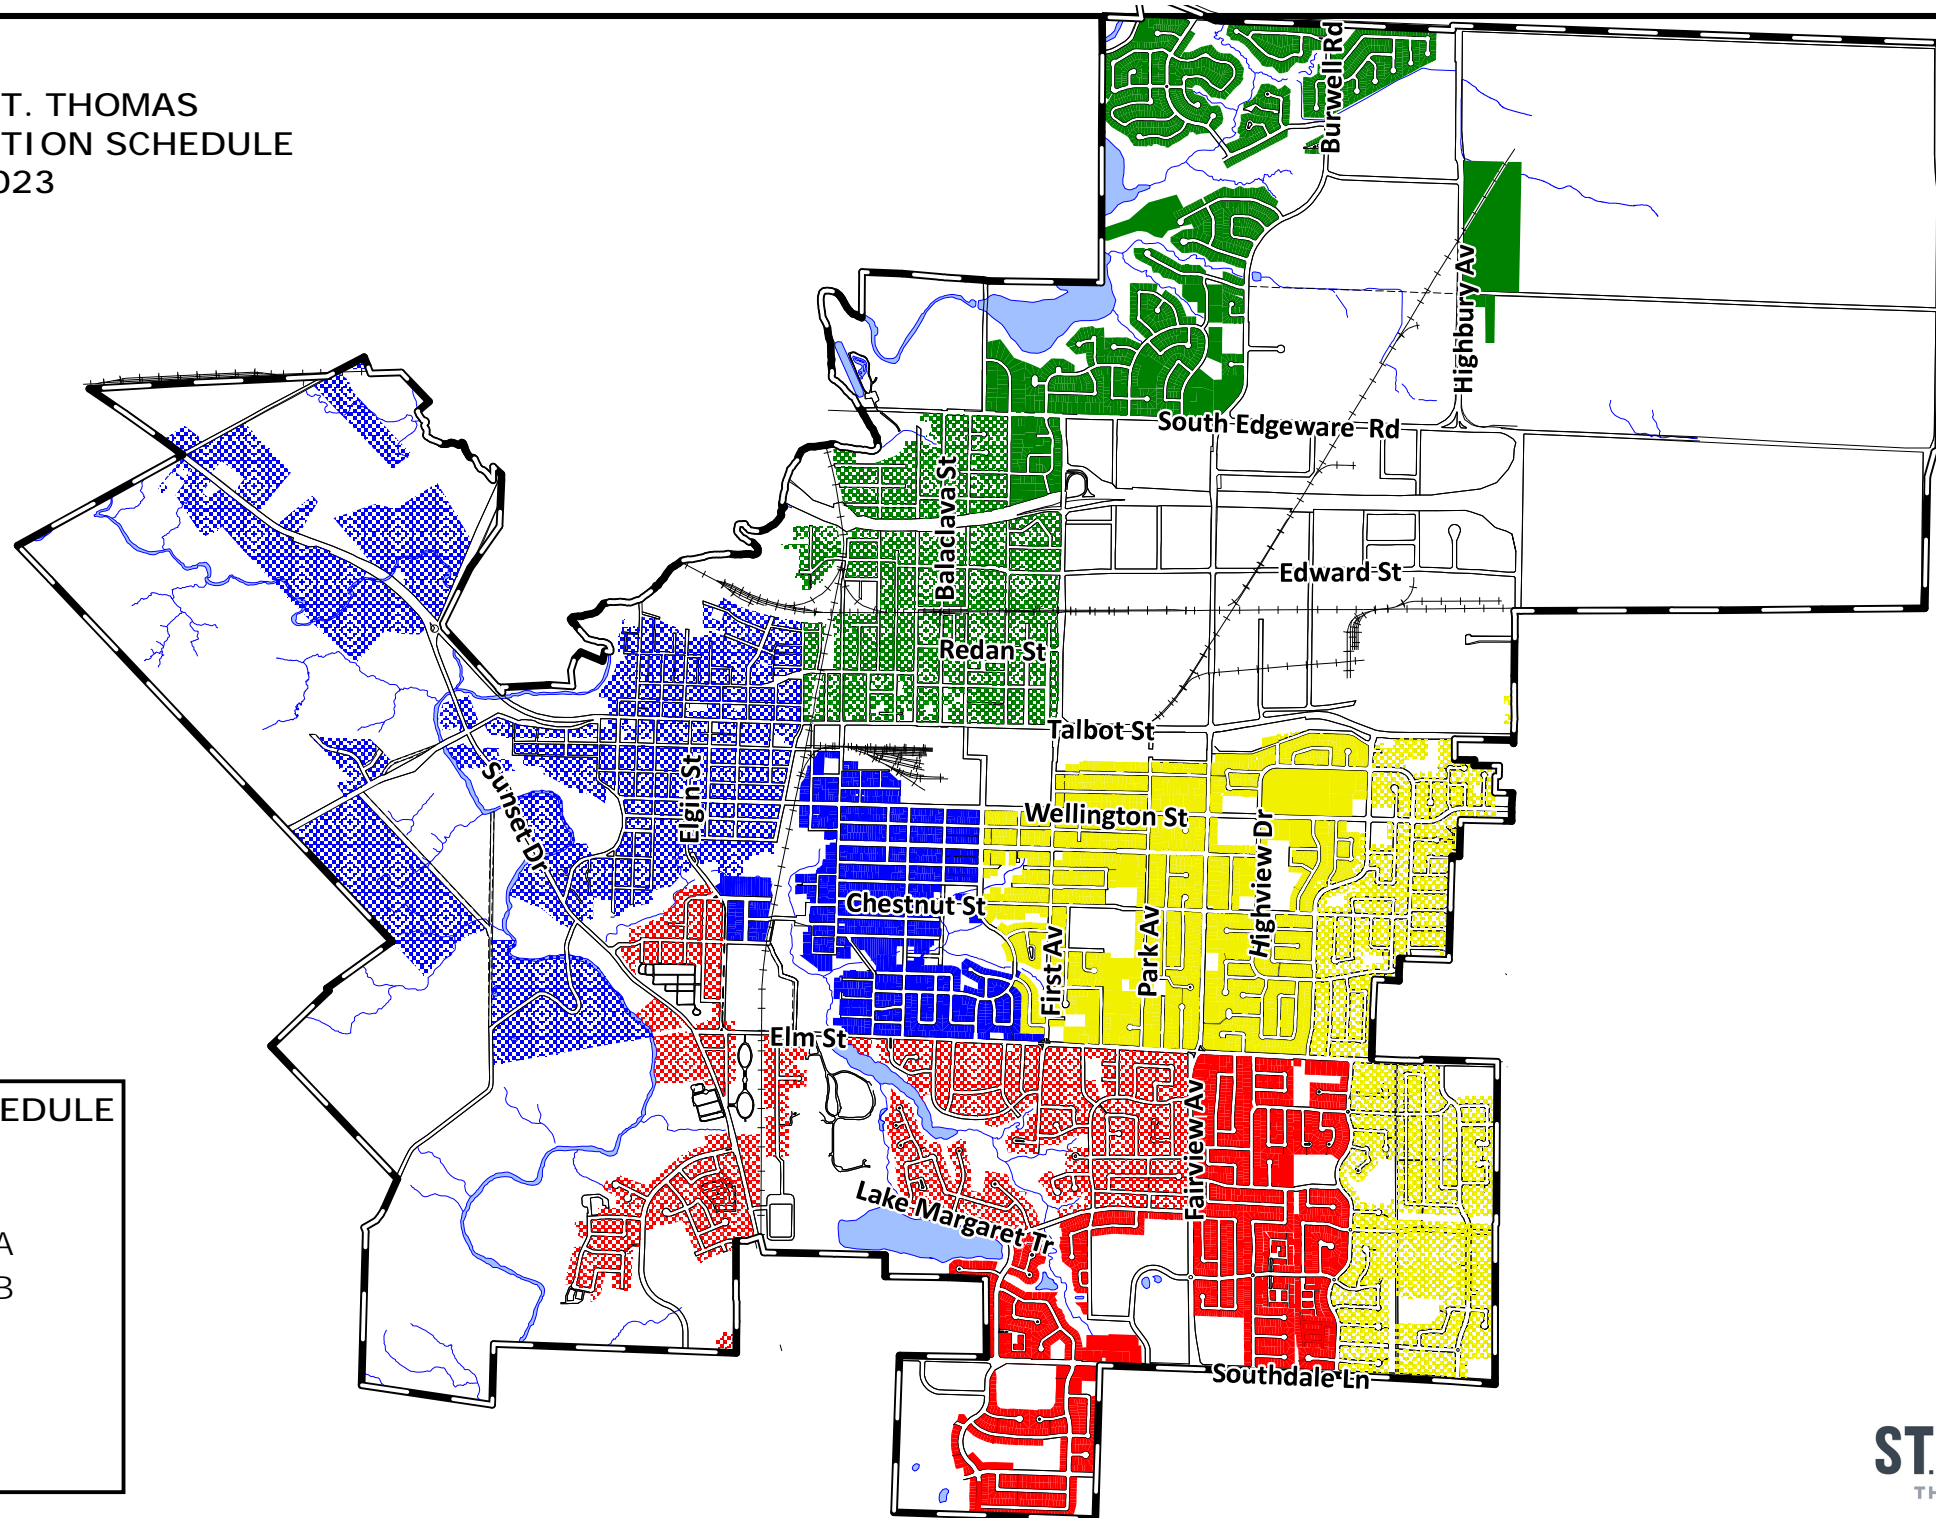 T. THOMAS
TION SCHEDULE
023
Burwell Rd
Highbury Av
South Edgeware Rd
Balaclava St
Edward St
Redan St
Talbot St
Sunset Dr
Elgin St
Wellington St
Highview Dr
Chestnut St
First Av
Park Av
Elm St
Fairview Av
Lake Margaret Tr
Southdale Ln
EDULE
A
B
ST.
TH